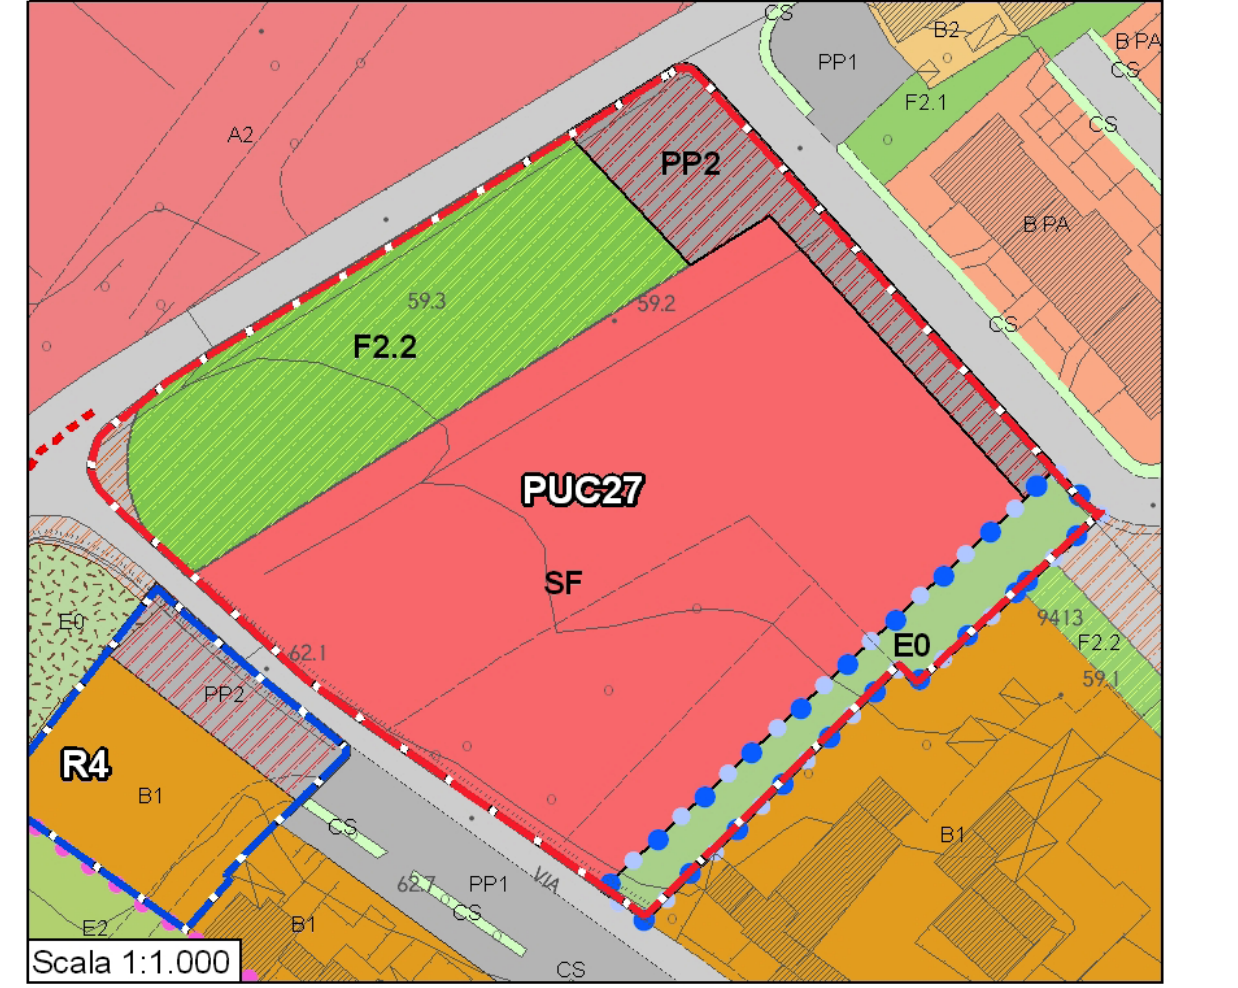 CS
B2
B PA
PP1
CS
F2.1
A2
CS
PP2
B PA
59.3
59.2
CS
F2.2
PUC27
SF
9413
E0
E0
F2.2
62.1
59.1
PP2
R4
B1
CS
B1
62.7
PP1
VIA
CS
B1
E2
Scala 1:1.000
CS